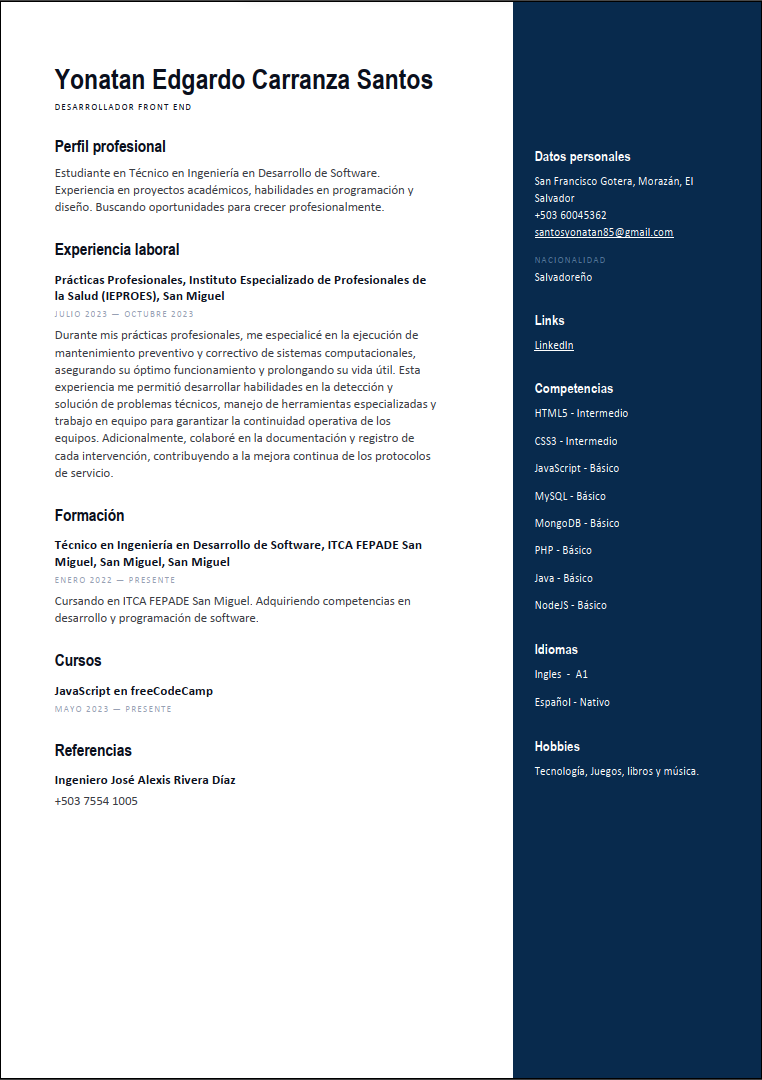 Yonatan Edgardo Carranza Santos
DESARROLLADOR FRONT END
Perfil profesional
Estudiante en Técnico en Ingeniería en Desarrollo de Software.
Experiencia en proyectos académicos, habilidades en programación y
diseño. Buscando oportunidades para crecer profesionalmente.
Experiencia laboral
Prácticas Profesionales, Instituto Especializado de Profesionales de
la Salud (IEPROES), San Miguel
JULIO 2023 — OCTUBRE 2023
Durante mis prácticas profesionales, me especialicé en la ejecución de
mantenimiento preventivo y correctivo de sistemas computacionales,
asegurando su óptimo funcionamiento y prolongando su vida útil. Esta
experiencia me permitió desarrollar habilidades en la detección y
solución de problemas técnicos, manejo de herramientas especializadas y
trabajo en equipo para garantizar la continuidad operativa de los
equipos. Adicionalmente, colaboré en la documentación y registro de
cada intervención, contribuyendo a la mejora continua de los protocolos
de servicio.
Formación
Técnico en Ingeniería en Desarrollo de Software, ITCA FEPADE San
Miguel, San Miguel, San Miguel
ENERO 2022 — PRESENTE
Cursando en ITCA FEPADE San Miguel. Adquiriendo competencias en
desarrollo y programación de software.
Cursos
JavaScript en freeCodeCamp
MAYO 2023 — PRESENTE
Referencias
Ingeniero José Alexis Rivera Díaz
+503 7554 1005
Datos personales
San Francisco Gotera, Morazán, El
Salvador
+503 60045362
santosyonatan85@gmail.com
NACIONALIDAD
Salvadoreño
Links
LinkedIn
Competencias
HTML5 - Intermedio
CSS3 - Intermedio
JavaScript - Básico
MySQL - Básico
MongoDB - Básico
PHP - Básico
Java - Básico
NodeJS - Básico
Idiomas
Ingles - A1
Español - Nativo
Hobbies
Tecnología, Juegos, libros y música.